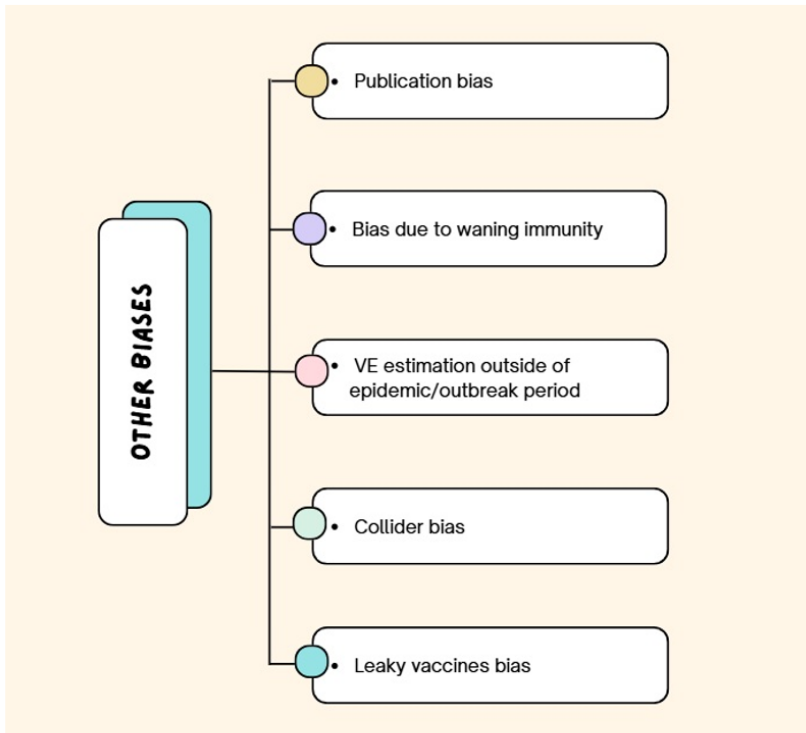 OTHER BIASES
• Publication bias
• Bias due to waning immunity
• VE estimation outside of
epidemic/outbreak period
• Collider bias
• Leaky vaccines bias